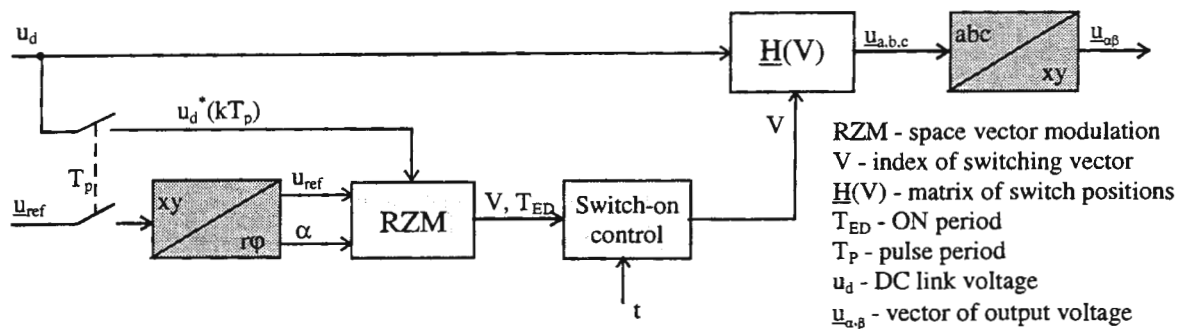 u_d
H(V)
u_a.b.c
abc
xy
u_αβ
u_d*(kT_p)
V
T_p
u_ref
xy
rφ
u_ref
α
RZM
V, T_ED
Switch-on
control
t
RZM - space vector modulation
V - index of switching vector
H(V) - matrix of switch positions
T_ED - ON period
T_P - pulse period
u_d - DC link voltage
u_α,β - vector of output voltage